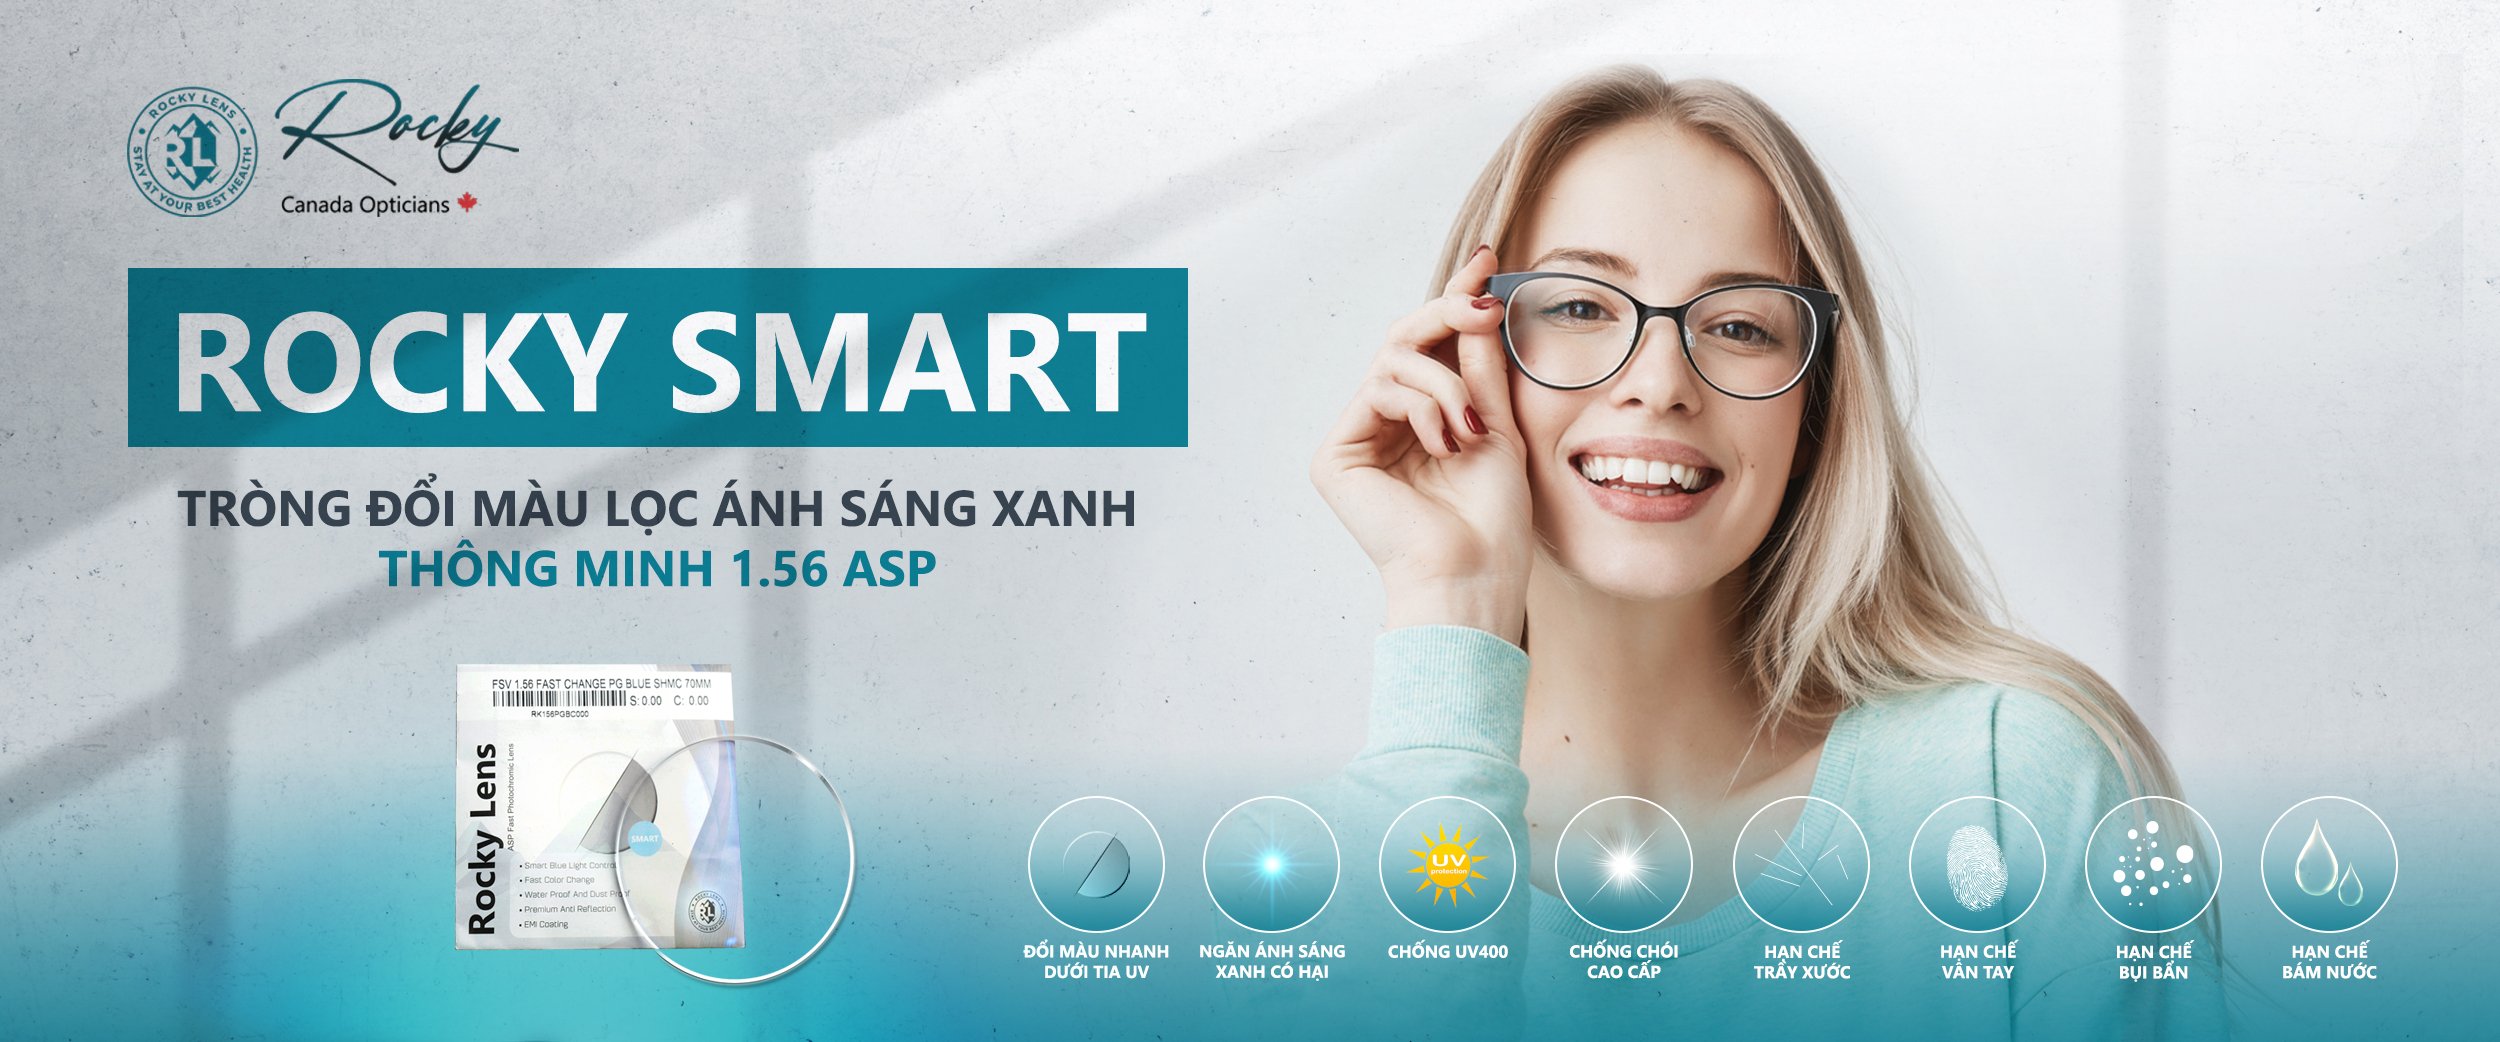 ROCKY LENS
STAY AT YOUR BEST HEALTH
RL
Rocky
Canada Opticians
ROCKY SMART
TRÒNG ĐỔI MÀU LỌC ÁNH SÁNG XANH
THÔNG MINH 1.56 ASP
FSV 1.56 FAST CHANGE PG BLUE SHMC 70MM
S: 0.00 C: 0.00
RK156PGBC000
Rocky Lens
ASP Fast Photochromic Lens
SMART
• Smart Blue Light Control
• Fast Color Change
• Water Proof And Dust Proof
• Premium Anti Reflection
• EMI Coating
RL
UV
protection
ĐỔI MÀU NHANH
DƯỚI TIA UV
NGĂN ÁNH SÁNG
XANH CÓ HẠI
CHỐNG UV400
CHỐNG CHÓI
CAO CẤP
HẠN CHẾ
TRẦY XƯỚC
HẠN CHẾ
VÂN TAY
HẠN CHẾ
BỤI BẨN
HẠN CHẾ
BÁM NƯỚC